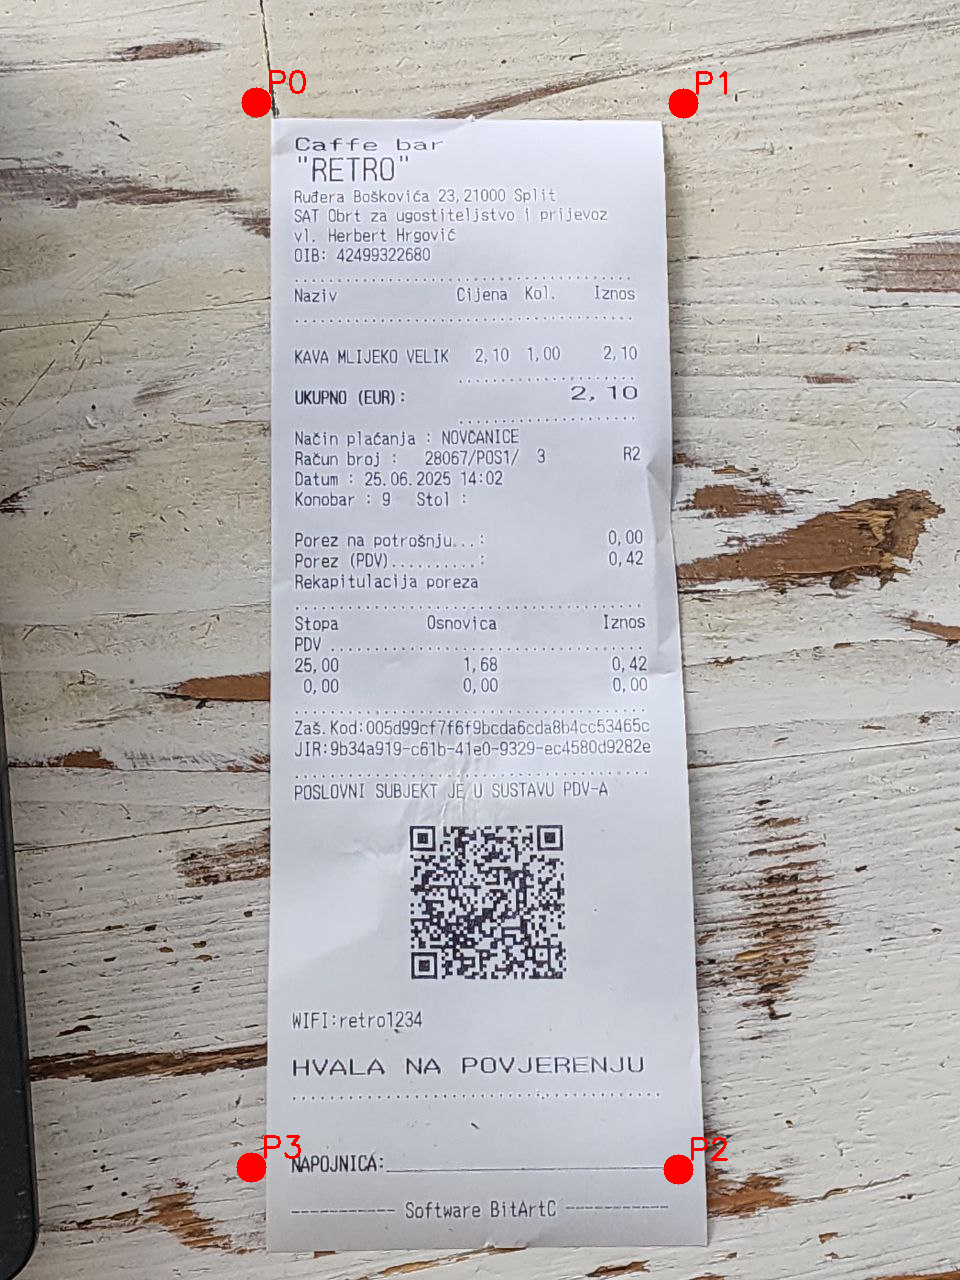 P0
P1
Caffe bar
"RETRO"
Ruđera Boškovića 23,21000 Split
SAT Obrt za ugostiteljstvo i prijevoz
vl. Herbert Hrgović
OIB: 42499322680
Naziv Cijena Kol. Iznos
KAVA MLIJEKO VELIK 2,10 1,00 2,10
UKUPNO (EUR): 2,10
Način plaćanja : NOVČANICE
Račun broj : 28067/POS1/ 3 R2
Datum : 25.06.2025 14:02
Konobar : 9 Stol :
Porez na potrošnju...: 0,00
Porez (PDV)..........: 0,42
Rekapitulacija poreza
Stopa Osnovica Iznos
PDV
25,00 1,68 0,42
0,00 0,00 0,00
Zaš.Kod:005d99cf7f6f9bcda6cda8b4cc53465c
JIR:9b34a919-c61b-41e0-9329-ec4580d9282e
POSLOVNI SUBJEKT JE U SUSTAVU PDV-A
WIFI:retro1234
HVALA NA POVJERENJU
P3
P2
NAPOJNICA:
Software BitArtC